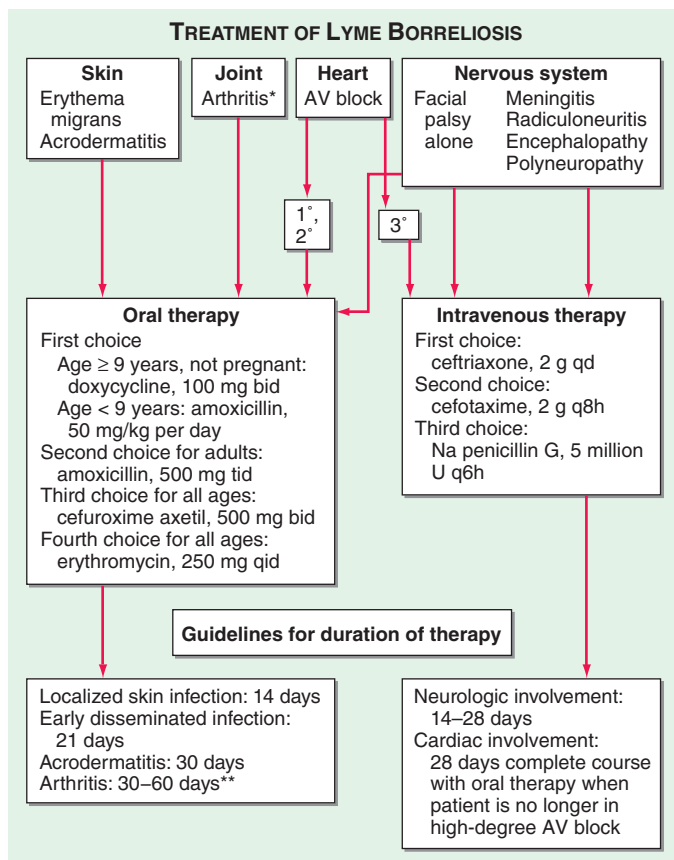 TREATMENT OF LYME BORRELIOSIS
Skin
Erythema
migrans
Acrodermatitis
Joint
Arthritis*
Heart
AV block
Nervous system
Facial
palsy
alone
Meningitis
Radiculoneuritis
Encephalopathy
Polyneuropathy
1°,
2°
3°
Oral therapy
First choice
Age ≥ 9 years, not pregnant:
doxycycline, 100 mg bid
Age < 9 years: amoxicillin,
50 mg/kg per day
Second choice for adults:
amoxicillin, 500 mg tid
Third choice for all ages:
cefuroxime axetil, 500 mg bid
Fourth choice for all ages:
erythromycin, 250 mg qid
Intravenous therapy
First choice:
ceftriaxone, 2 g qd
Second choice:
cefotaxime, 2 g q8h
Third choice:
Na penicillin G, 5 million
U q6h
Guidelines for duration of therapy
Localized skin infection: 14 days
Early disseminated infection:
21 days
Acrodermatitis: 30 days
Arthritis: 30–60 days**
Neurologic involvement:
14–28 days
Cardiac involvement:
28 days complete course
with oral therapy when
patient is no longer in
high-degree AV block